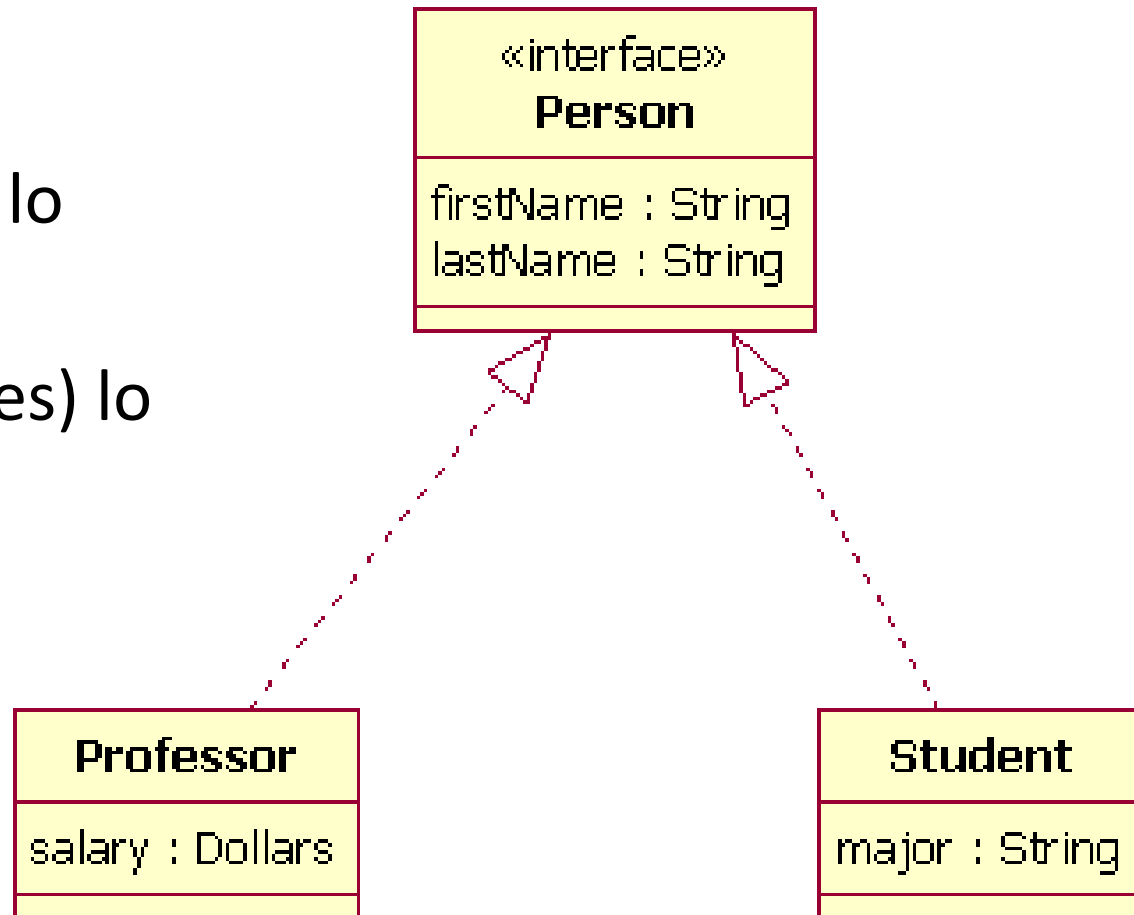 «interface»
Person
firstName : String
lastName : String
lo
es) lo
Professor
salary : Dollars
Student
major : String